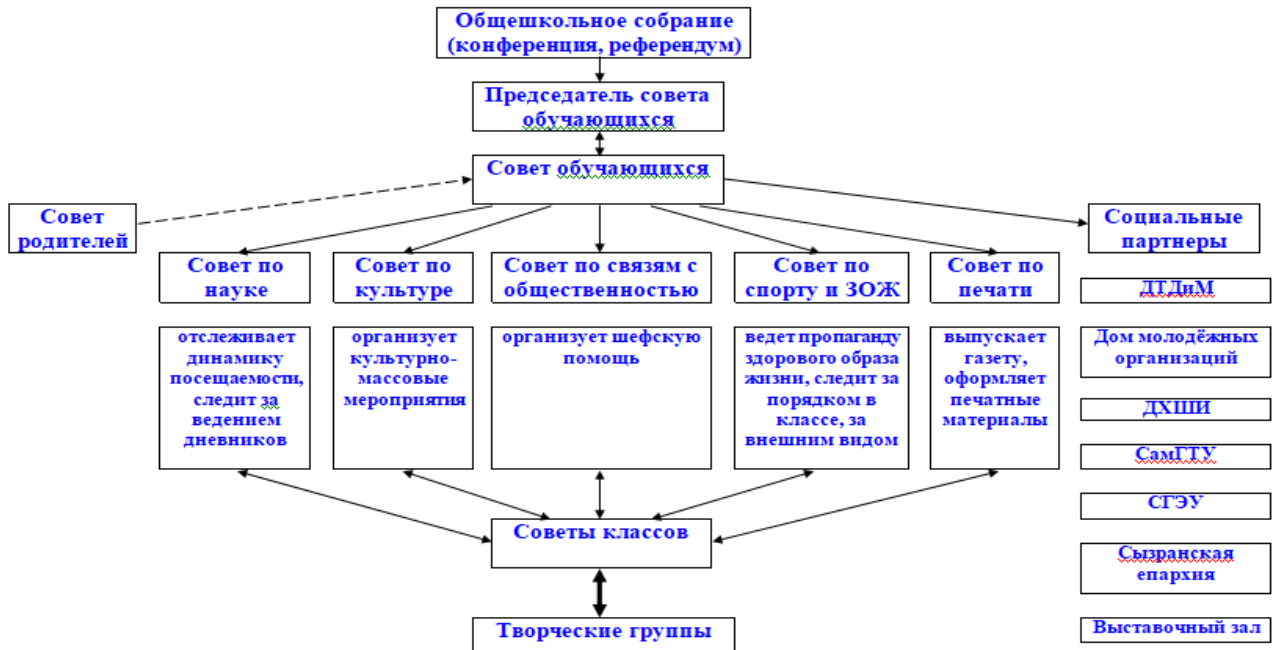 Общешкольное собрание
(конференция, референдум)
Председатель совета
обучающихся
Совет обучающихся
Совет
родителей
Социальные
партнеры
Совет по
науке
Совет по
культуре
Совет по связям с
общественностью
Совет по
спорту и ЗОЖ
Совет по
печати
отслеживает
динамику
посещаемости,
следит за
ведением
дневников
организует
культурно-
массовые
мероприятия
организует шефскую
помощь
ведет пропаганду
здорового образа
жизни, следит за
порядком в
классе, за
внешним видом
выпускает
газету,
оформляет
печатные
материалы
ДТДиМ
Дом молодёжных
организаций
ДХШИ
СамГТУ
СГЭУ
Сызранская
епархия
Выставочный зал
Советы классов
Творческие группы